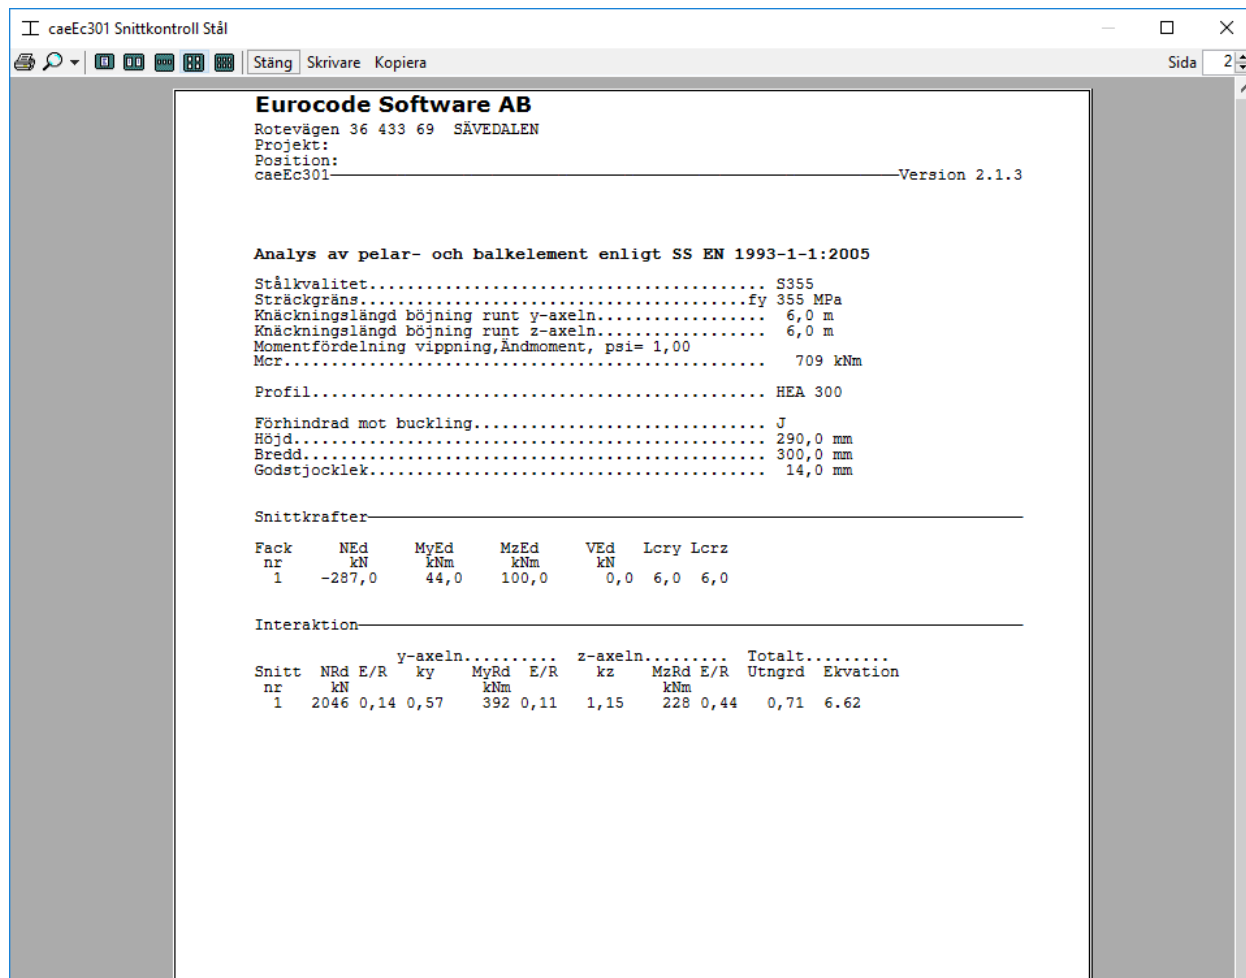 caeEc301 Snittkontroll Stål
Stäng Skrivare Kopiera Sida 2
Eurocode Software AB
Rotevägen 36 433 69 SÄVEDALEN
Projekt:
Position:
caeEc301 Version 2.1.3
Analys av pelar- och balkelement enligt SS EN 1993-1-1:2005
Stålkvalitet........................................... S355
Sträckgräns.........................................fy 355 MPa
Knäckningslängd böjning runt y-axeln.................. 6,0 m
Knäckningslängd böjning runt z-axeln.................. 6,0 m
Momentfördelning vippning,Ändmoment, psi= 1,00
Mcr................................................... 709 kNm
Profil................................................ HEA 300
Förhindrad mot buckling............................... J
Höjd.................................................. 290,0 mm
Bredd................................................. 300,0 mm
Godstjocklek.......................................... 14,0 mm
Snittkrafter
Fack NEd MyEd MzEd VEd Lcry Lcrz
nr kN kNm kNm kN
1 -287,0 44,0 100,0 0,0 6,0 6,0
Interaktion
y-axeln.......... z-axeln......... Totalt.........
Snitt NRd E/R ky MyRd E/R kz MzRd E/R Utngrd Ekvation
nr kN kNm kNm
1 2046 0,14 0,57 392 0,11 1,15 228 0,44 0,71 6.62